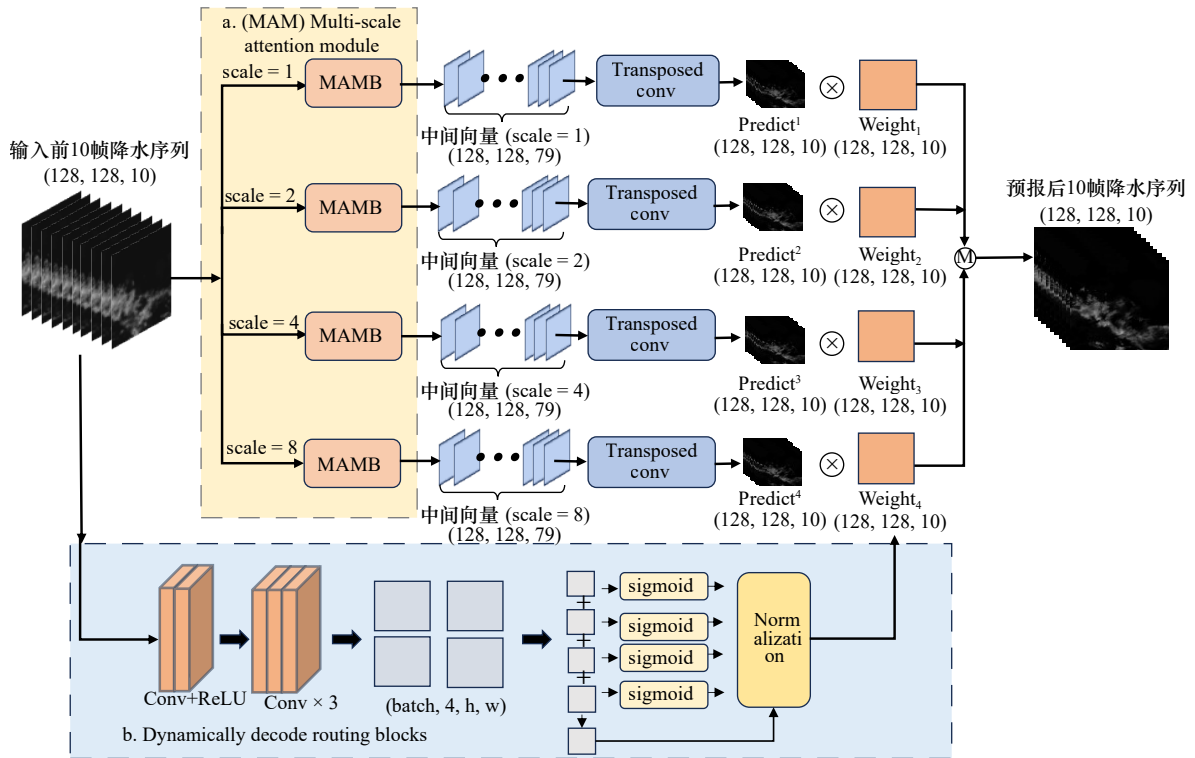 a. (MAM) Multi-scale
attention module
scale = 1
MAMB
Transposed
conv
中间向量 (scale = 1)
(128, 128, 79)
Predict¹
(128, 128, 10)
Weight₁
(128, 128, 10)
输入前10帧降水序列
(128, 128, 10)
scale = 2
MAMB
Transposed
conv
中间向量 (scale = 2)
(128, 128, 79)
Predict²
(128, 128, 10)
Weight₂
(128, 128, 10)
预报后10帧降水序列
(128, 128, 10)
M
scale = 4
MAMB
Transposed
conv
中间向量 (scale = 4)
(128, 128, 79)
Predict³
(128, 128, 10)
Weight₃
(128, 128, 10)
scale = 8
MAMB
Transposed
conv
中间向量 (scale = 8)
(128, 128, 79)
Predict⁴
(128, 128, 10)
Weight₄
(128, 128, 10)
Conv+ReLU
Conv × 3
(batch, 4, h, w)
sigmoid
sigmoid
sigmoid
sigmoid
Norm
alizati
on
b. Dynamically decode routing blocks